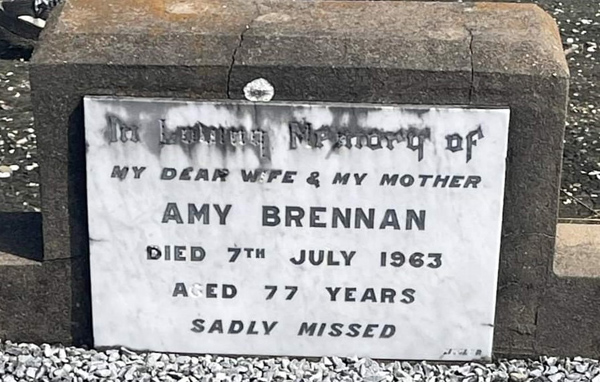 In Loving Memory of
MY DEAR WIFE & MY MOTHER
AMY BRENNAN
DIED 7TH JULY 1963
AGED 77 YEARS
SADLY MISSED